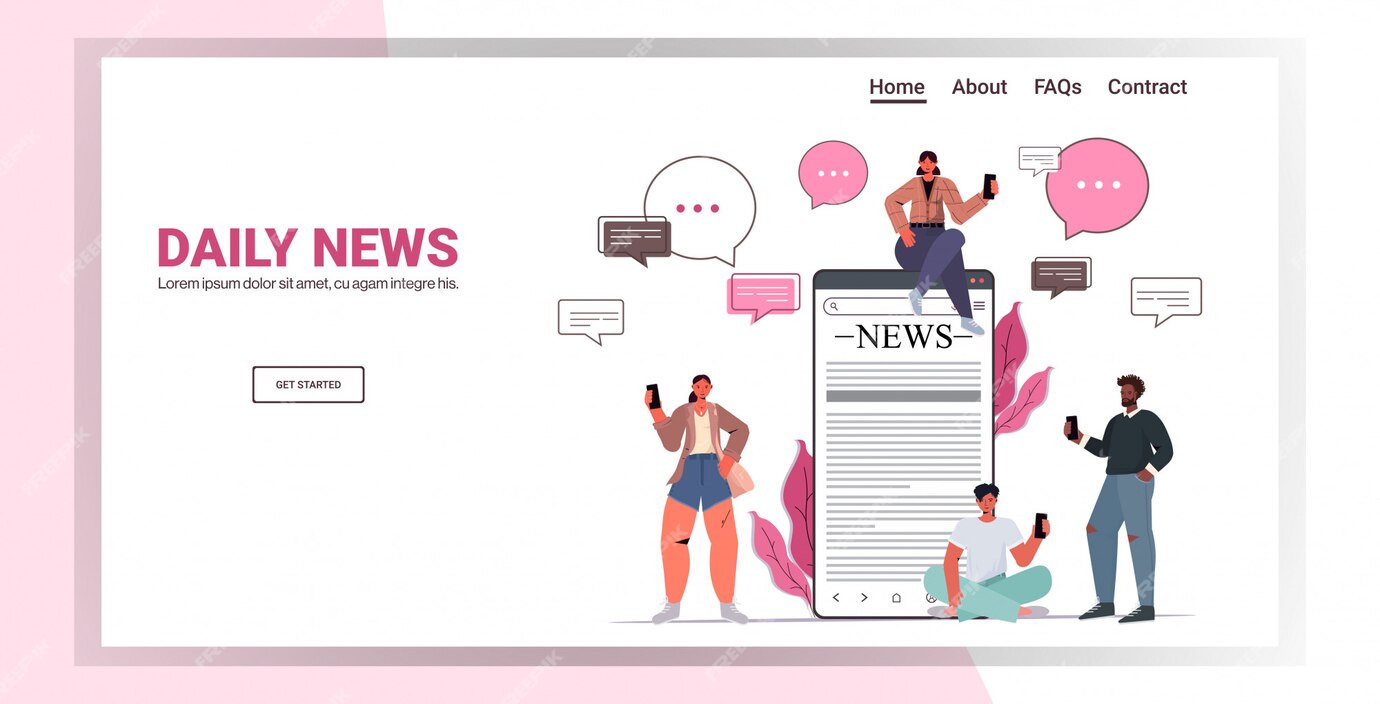 Home About FAQs Contract
DAILY NEWS
Lorem ipsum dolor sit amet, cu agam integre his.
GET STARTED
NEWS